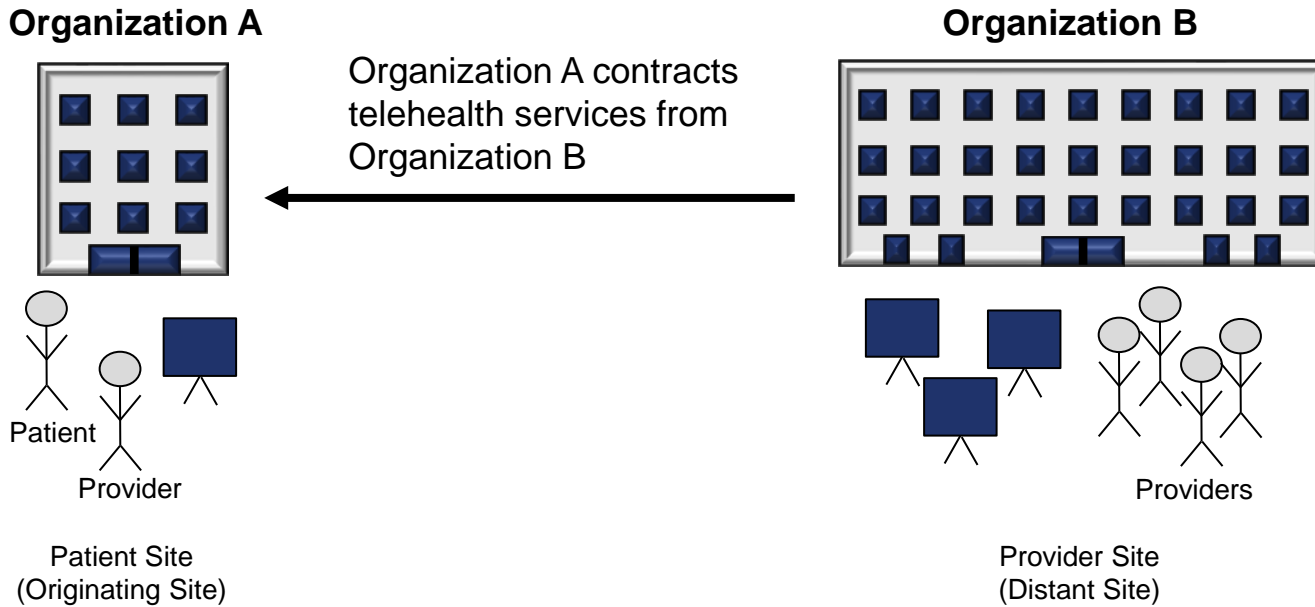 Organization A
Organization B
Organization A contracts
telehealth services from
Organization B
Patient
Provider
Providers
Patient Site
(Originating Site)
Provider Site
(Distant Site)